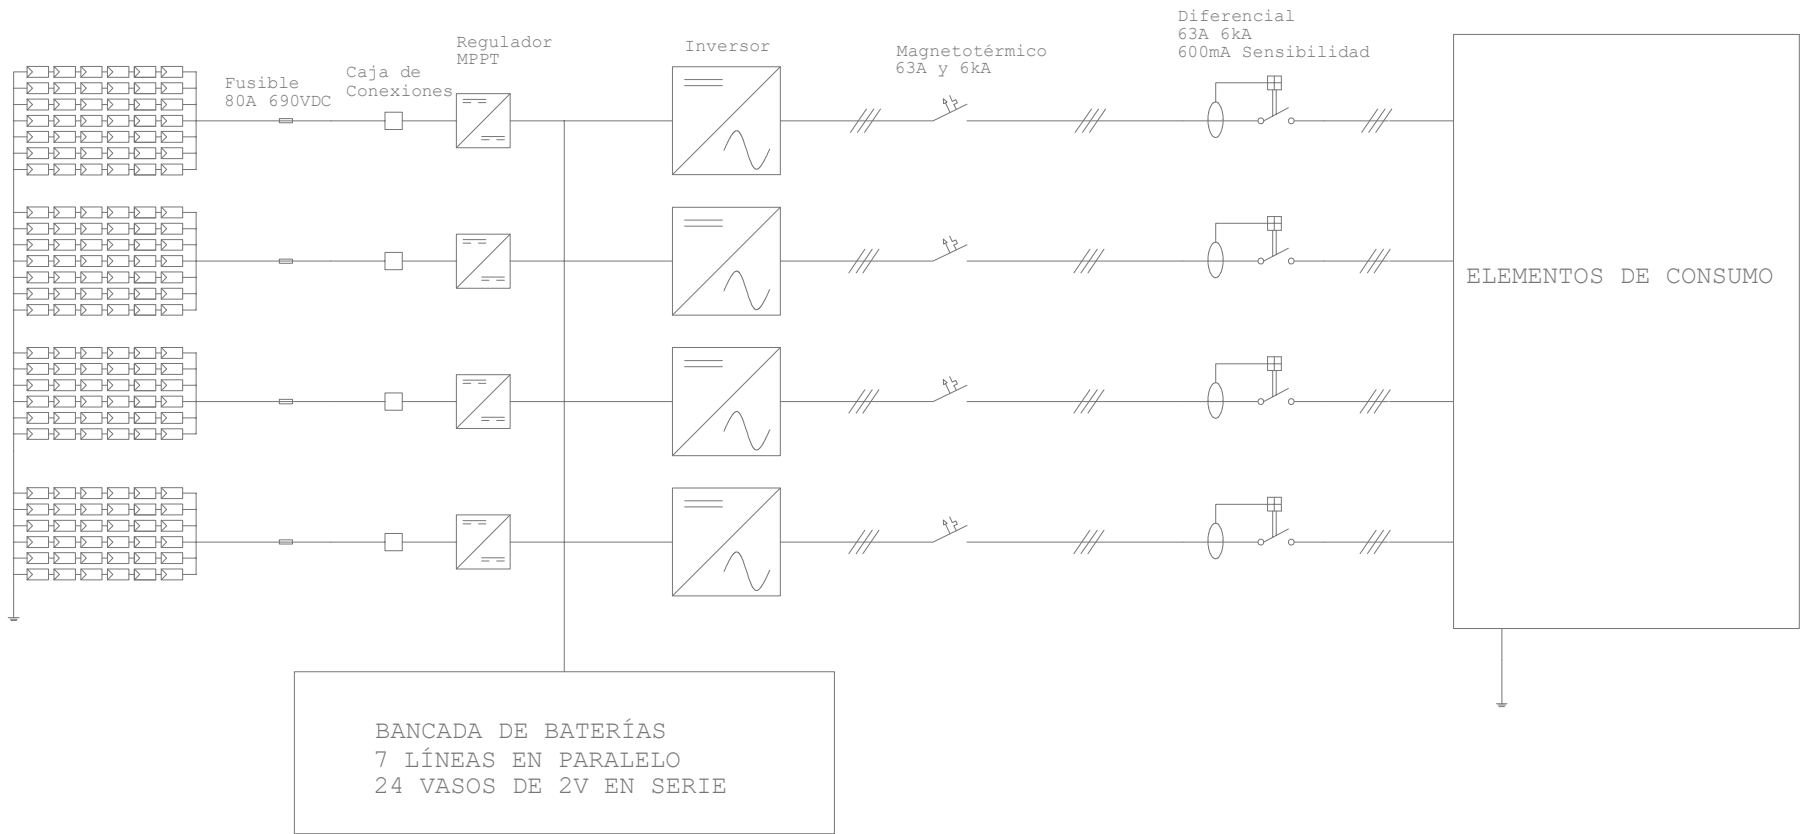 Diferencial
63A 6kA
600mA Sensibilidad
Regulador
MPPT
Inversor
Magnetotérmico
63A y 6kA
Caja de
Conexiones
Fusible
80A 690VDC
ELEMENTOS DE CONSUMO
BANCADA DE BATERÍAS
7 LÍNEAS EN PARALELO
24 VASOS DE 2V EN SERIE